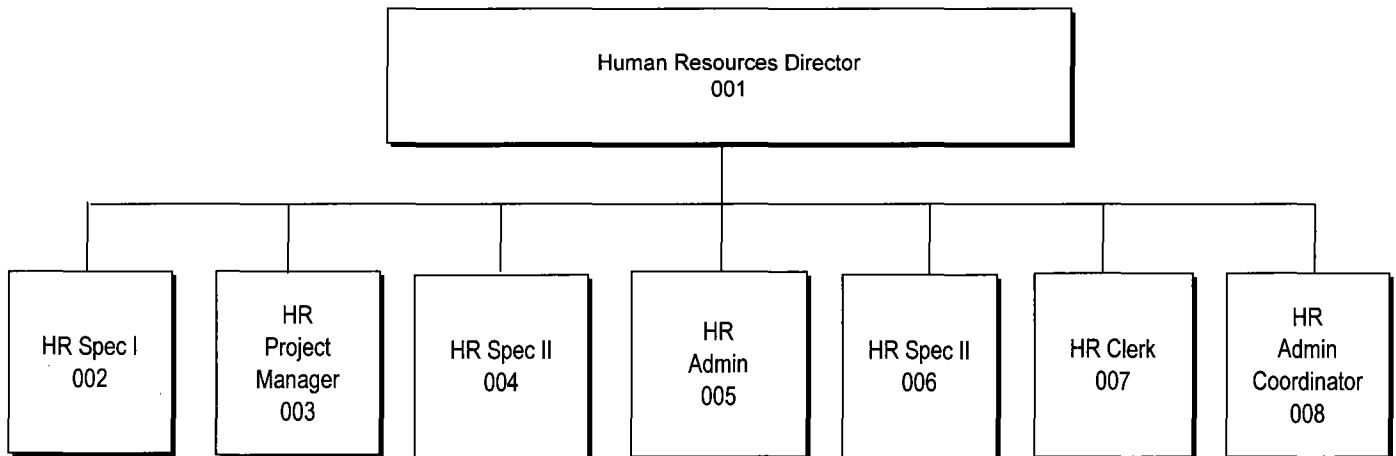 Human Resources Director
001
HR Spec I
002
HR
Project
Manager
003
HR Spec II
004
HR
Admin
005
HR Spec II
006
HR Clerk
007
HR
Admin
Coordinator
008